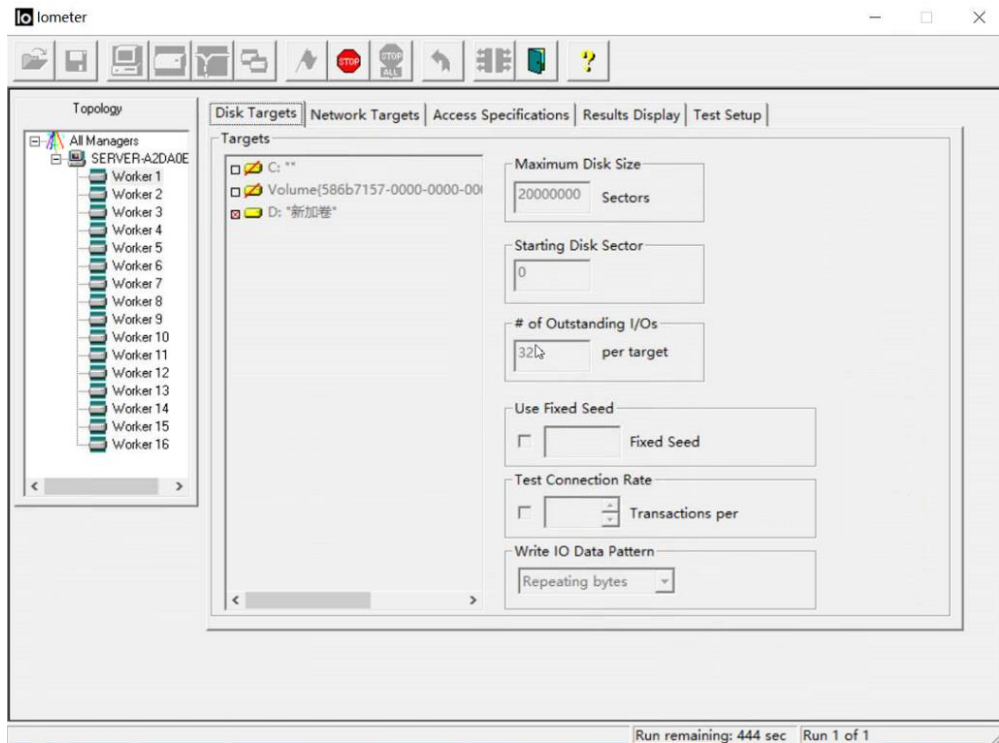 Iometer
STOP
STOP
ALL
Topology
All Managers
SERVER-A2DA0E
Worker 1
Worker 2
Worker 3
Worker 4
Worker 5
Worker 6
Worker 7
Worker 8
Worker 9
Worker 10
Worker 11
Worker 12
Worker 13
Worker 14
Worker 15
Worker 16
Disk Targets Network Targets Access Specifications Results Display Test Setup
Targets
C: ""
Volume{586b7157-0000-0000-00
D: "新加卷"
Maximum Disk Size
20000000 Sectors
Starting Disk Sector
0
# of Outstanding I/Os
32 per target
Use Fixed Seed
Fixed Seed
Test Connection Rate
Transactions per
Write IO Data Pattern
Repeating bytes
Run remaining: 444 sec Run 1 of 1